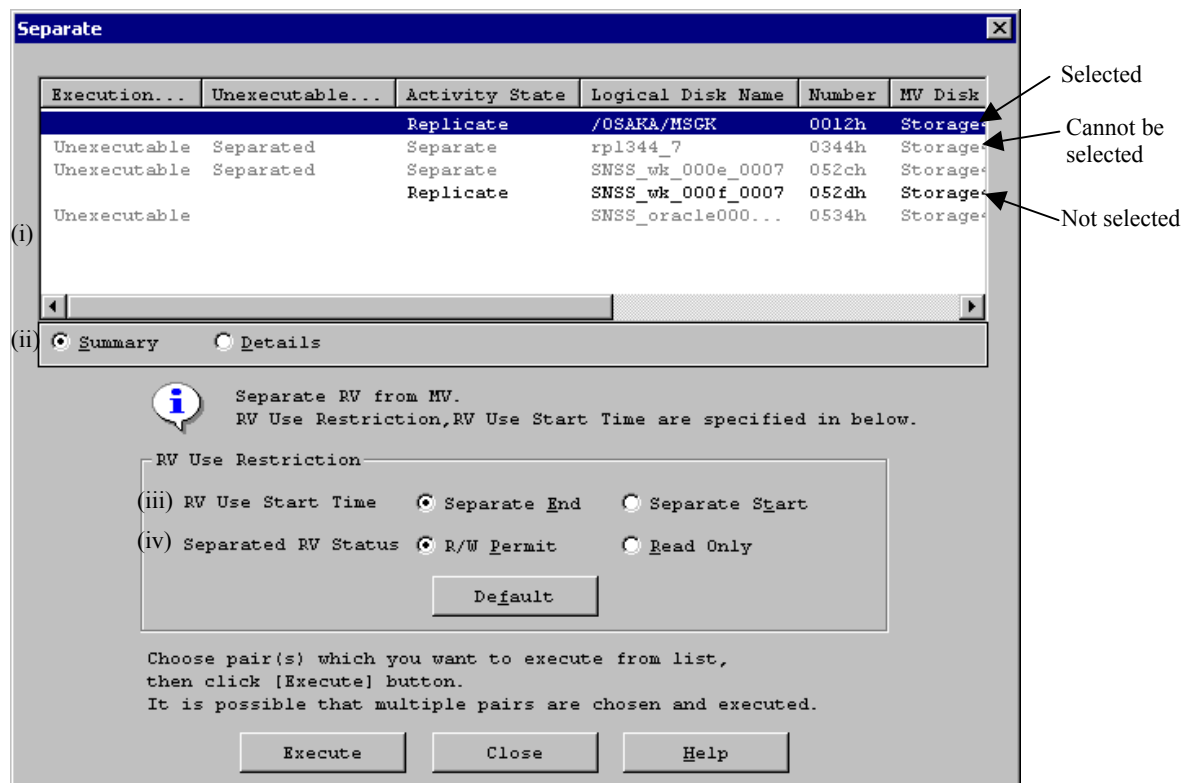 Separate
Execution... Unexecutable... Activity State Logical Disk Name Number MV Disk
Replicate /OSAKA/MSGK 0012h Storage
Unexecutable Separated Separate rpl344_7 0344h Storage
Unexecutable Separated Separate SNSS_wk_000e_0007 052ch Storage
Replicate SNSS_wk_000f_0007 052dh Storage
Unexecutable SNSS_oracle000... 0534h Storage
Selected
Cannot be
selected
Not selected
(i)
(ii) Summary Details
Separate RV from MV.
RV Use Restriction,RV Use Start Time are specified in below.
RV Use Restriction
(iii) RV Use Start Time Separate End Separate Start
(iv) Separated RV Status R/W Permit Read Only
Default
Choose pair(s) which you want to execute from list,
then click [Execute] button.
It is possible that multiple pairs are chosen and executed.
Execute Close Help